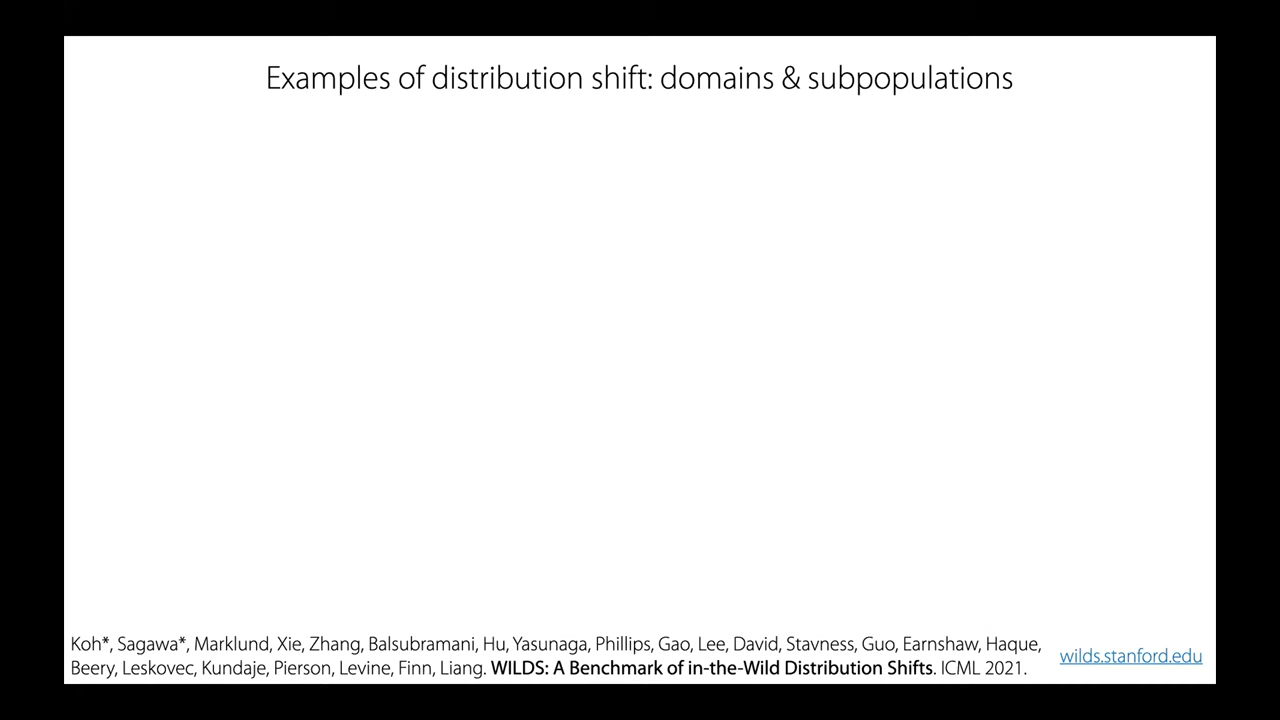 Examples of distribution shift: domains & subpopulations
Koh*, Sagawa*, Marklund, Xie, Zhang, Balsubramani, Hu, Yasunaga, Phillips, Gao, Lee, David, Stavness, Guo, Earnshaw, Haque,
Beery, Leskovec, Kundaje, Pierson, Levine, Finn, Liang. WILDS: A Benchmark of in-the-Wild Distribution Shifts. ICML 2021.
wilds.stanford.edu